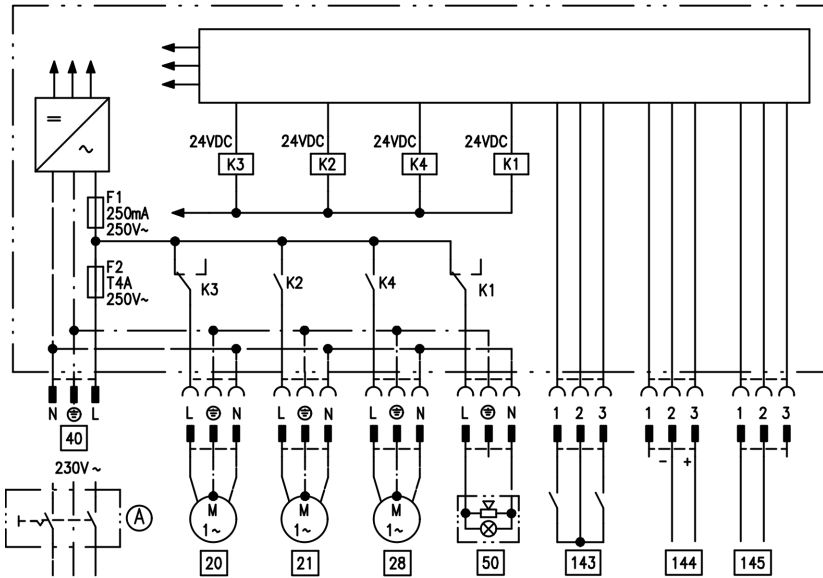 24VDC 24VDC 24VDC 24VDC
K3 K2 K4 K1
= ~
F1
250mA
250V~
F2
T4A
250V~
K3 K2 K4 K1
N L L N L N L N L N 1 2 3 1 2 3 1 2 3
40
- +
230V ~
A
M M M
1~ 1~ 1~
20 21 28 50 143 144 145